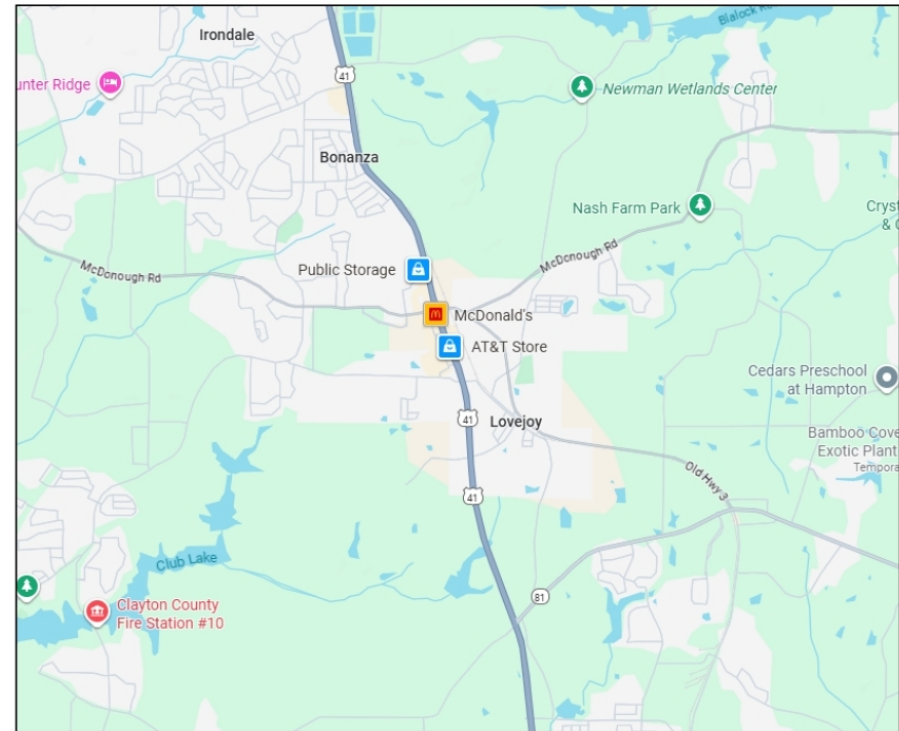 Irondale
Blalock
41
unter Ridge
Newman Wetlands Center
Bonanza
Nash Farm Park
Cryst
& C
McDonough Rd
McDonough Rd
Public Storage
McDonald's
AT&T Store
Cedars Preschool
at Hampton
41
Lovejoy
Bamboo Cove
Exotic Plant
Tempora
Old Hwy 3
41
Club Lake
81
Clayton County
Fire Station #10